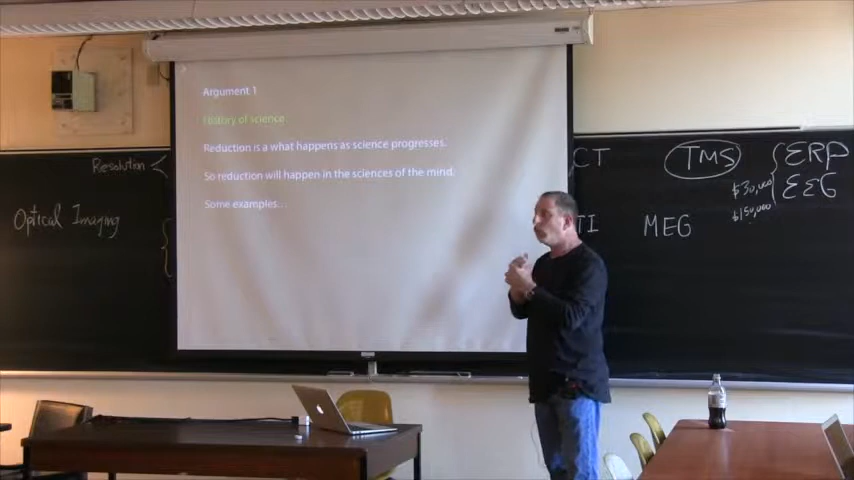 Argument 1
History of science
Reduction is a what happens as science progresses.
So reduction will happen in the sciences of the mind.
Some examples...
Resolution
Optical Imaging
CT
TMS
ERP
EEG
$30,000
$150,000
TI
MEG